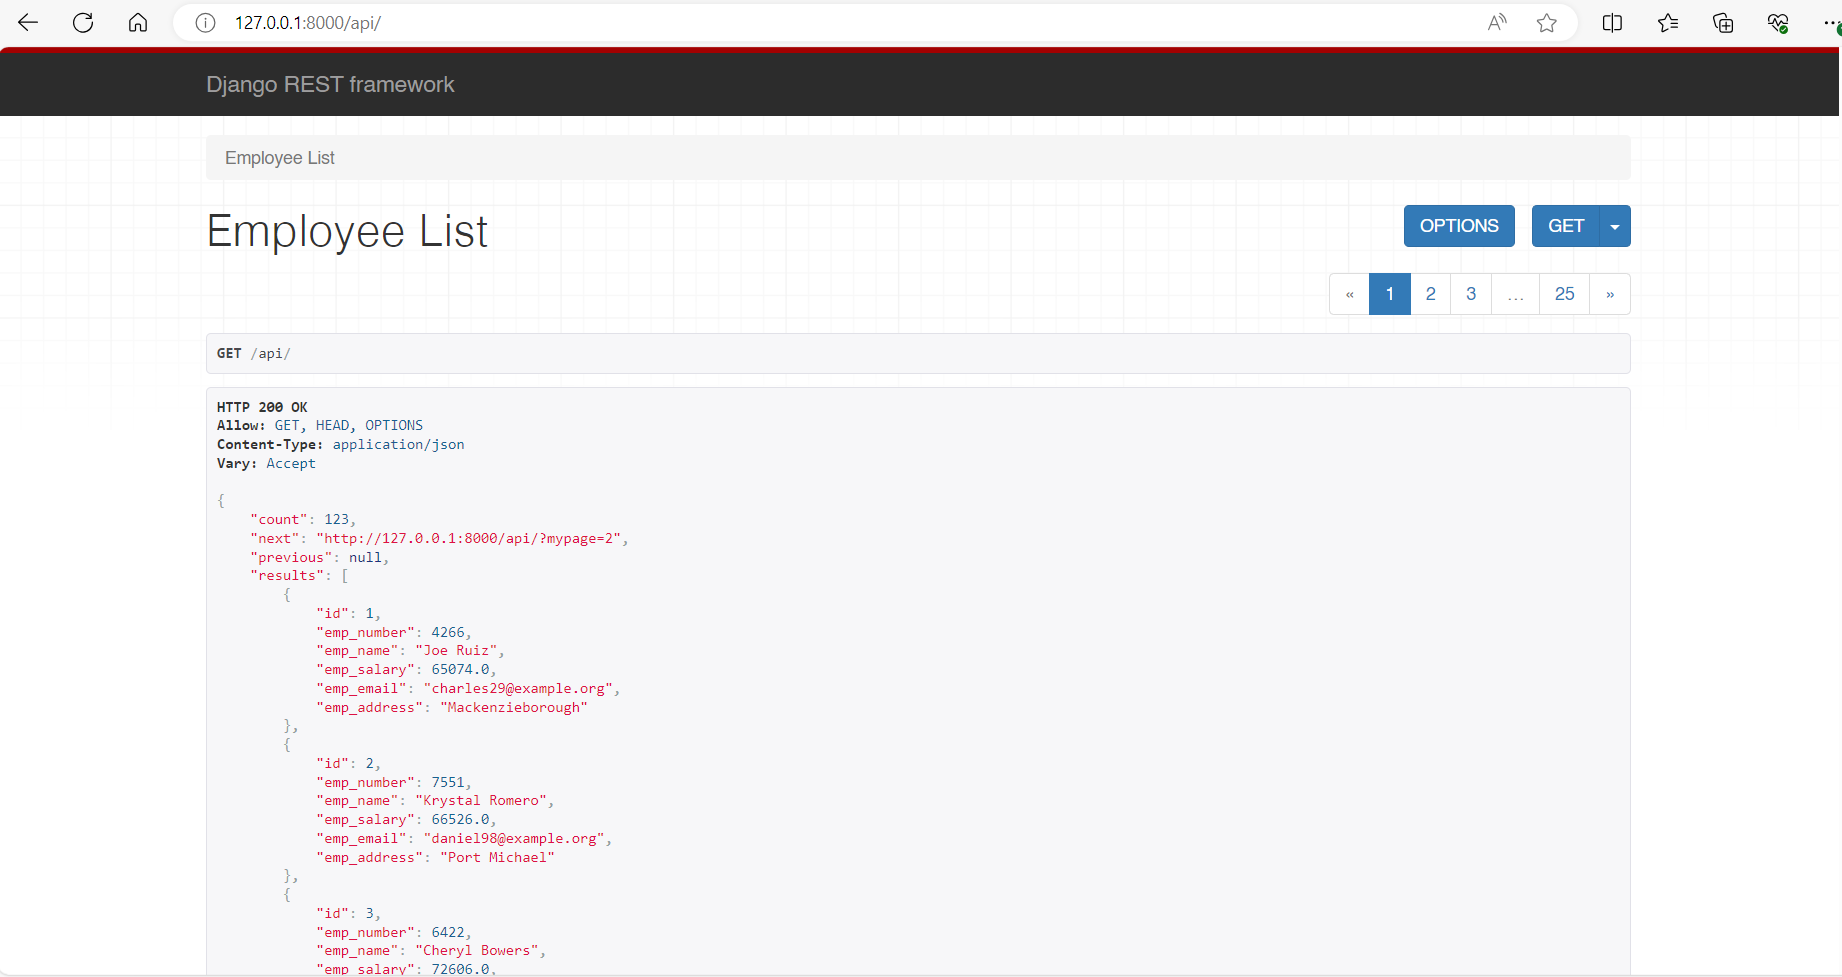 127.0.0.1:8000/api/
Django REST framework
Employee List
Employee List
OPTIONS
GET
« 1 2 3 … 25 »
GET /api/
HTTP 200 OK
Allow: GET, HEAD, OPTIONS
Content-Type: application/json
Vary: Accept
{
    "count": 123,
    "next": "http://127.0.0.1:8000/api/?mypage=2",
    "previous": null,
    "results": [
        {
            "id": 1,
            "emp_number": 4266,
            "emp_name": "Joe Ruiz",
            "emp_salary": 65074.0,
            "emp_email": "charles29@example.org",
            "emp_address": "Mackenzieborough"
        },
        {
            "id": 2,
            "emp_number": 7551,
            "emp_name": "Krystal Romero",
            "emp_salary": 66526.0,
            "emp_email": "daniel98@example.org",
            "emp_address": "Port Michael"
        },
        {
            "id": 3,
            "emp_number": 6422,
            "emp_name": "Cheryl Bowers",
            "emp_salary": 72606.0,